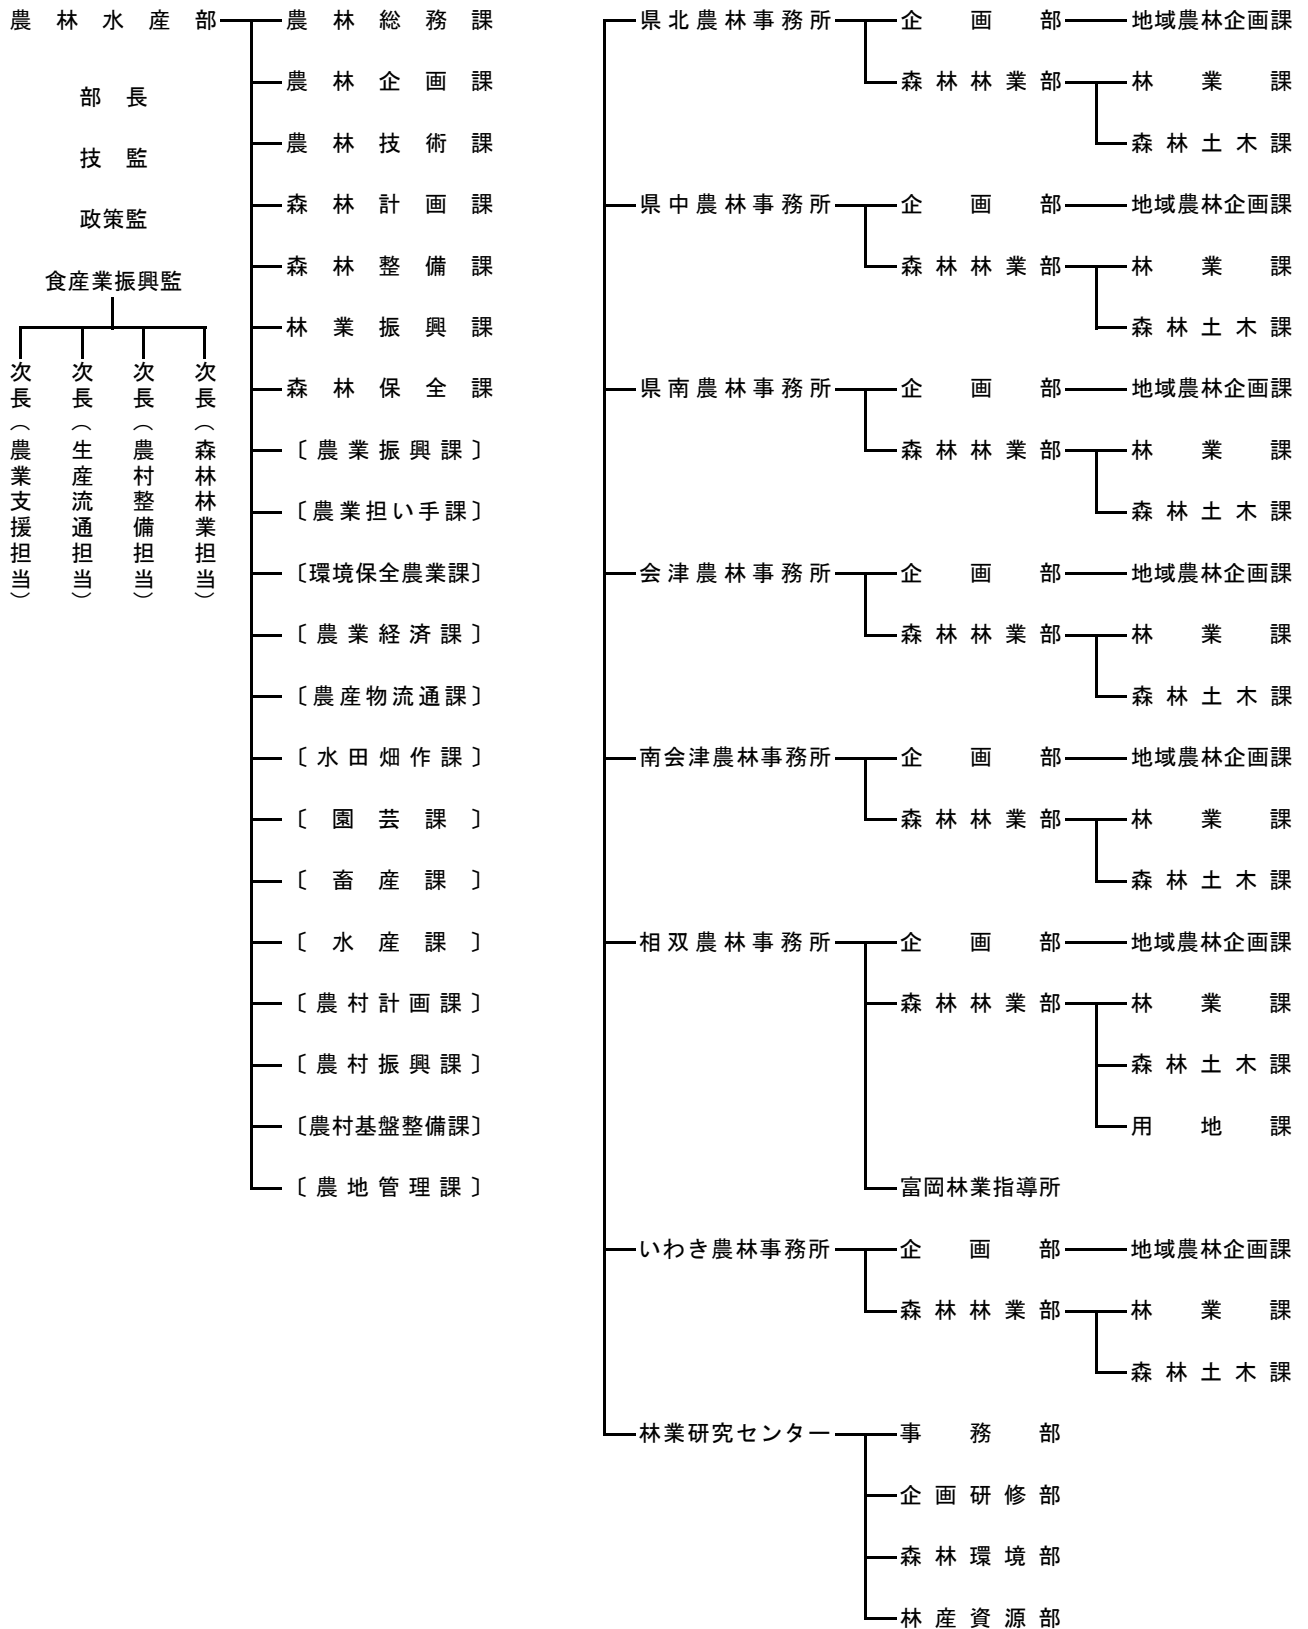 農林水産部
部長
技監
政策監
食産業振興監
次長（農業支援担当）
次長（生産流通担当）
次長（農村整備担当）
次長（森林林業担当）
農林総務課
農林企画課
農林技術課
森林計画課
森林整備課
林業振興課
森林保全課
〔農業振興課〕
〔農業担い手課〕
〔環境保全農業課〕
〔農業経済課〕
〔農産物流通課〕
〔水田畑作課〕
〔園芸課〕
〔畜産課〕
〔水産課〕
〔農村計画課〕
〔農村振興課〕
〔農村基盤整備課〕
〔農地管理課〕
県北農林事務所
企画部
地域農林企画課
森林林業部
林業課
森林土木課
県中農林事務所
企画部
地域農林企画課
森林林業部
林業課
森林土木課
県南農林事務所
企画部
地域農林企画課
森林林業部
林業課
森林土木課
会津農林事務所
企画部
地域農林企画課
森林林業部
林業課
森林土木課
南会津農林事務所
企画部
地域農林企画課
森林林業部
林業課
森林土木課
相双農林事務所
企画部
地域農林企画課
森林林業部
林業課
森林土木課
用地課
富岡林業指導所
いわき農林事務所
企画部
地域農林企画課
森林林業部
林業課
森林土木課
林業研究センター
事務部
企画研修部
森林環境部
林産資源部